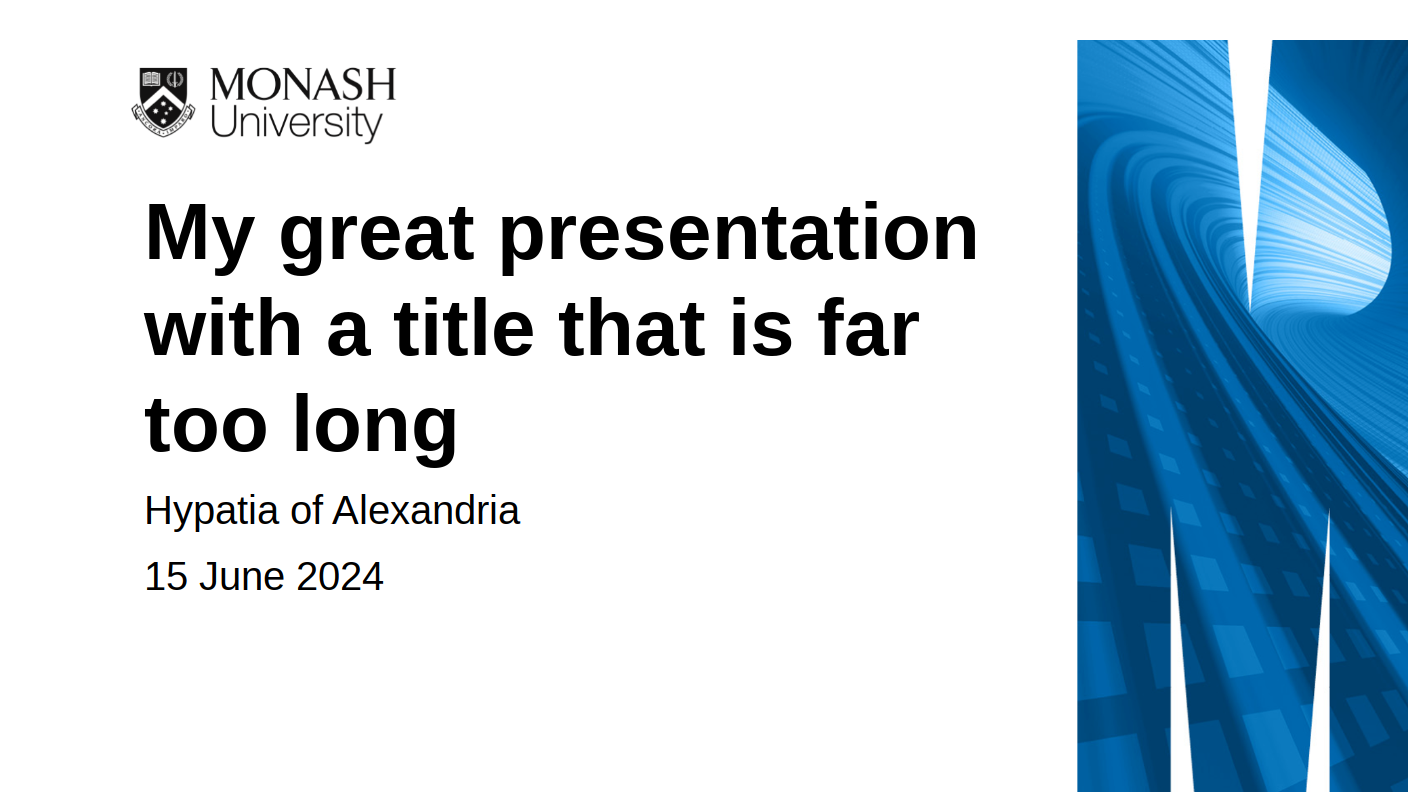 MONASH
University
My great presentation
with a title that is far
too long
Hypatia of Alexandria
15 June 2024